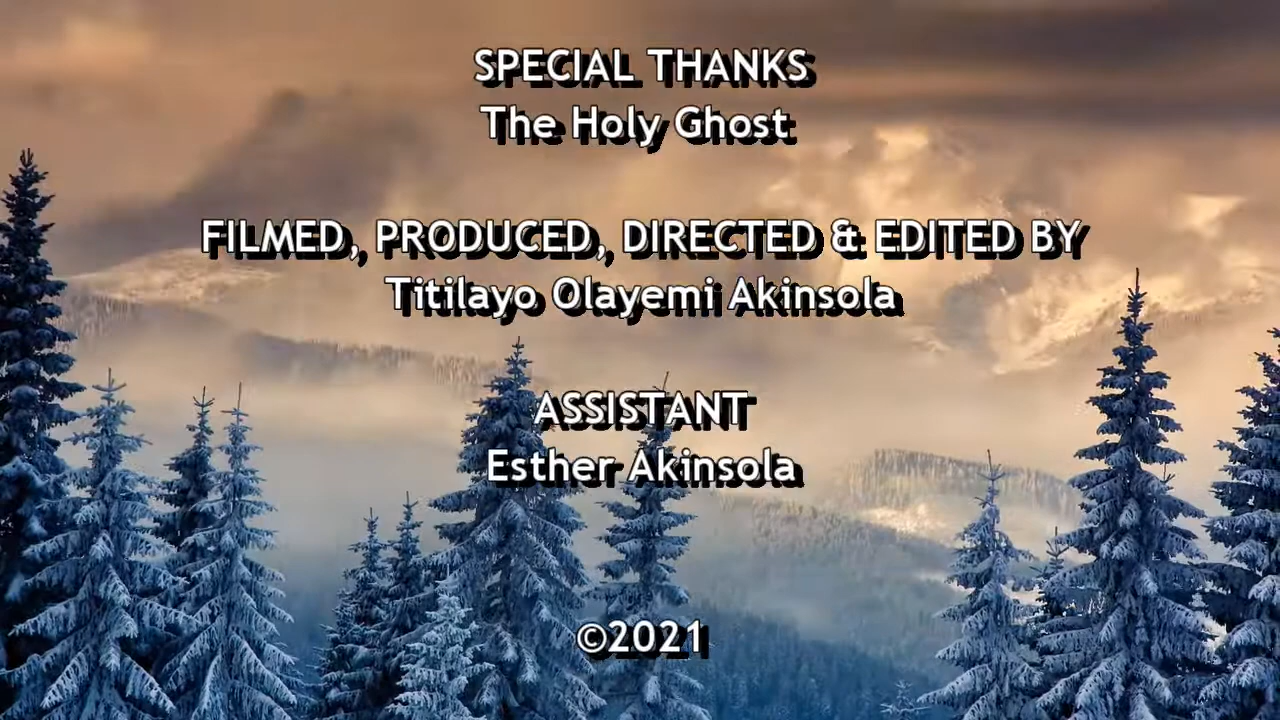 SPECIAL THANKS
The Holy Ghost
FILMED, PRODUCED, DIRECTED & EDITED BY
Titilayo Olayemi Akinsola
ASSISTANT
Esther Akinsola
©2021